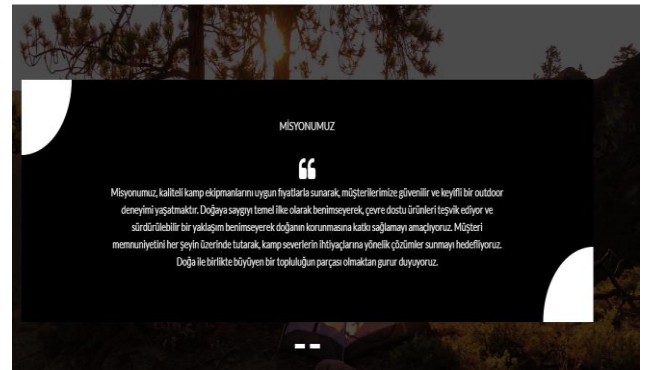 MİSYONUMUZ
“
Misyonumuz, kaliteli kamp ekipmanlarını uygun fiyatlarla sunarak, müşterilerimize güvenilir ve keyifli bir outdoor
deneyimi yaşatmaktır. Doğaya saygıyı temel ilke olarak benimseyerek, çevre dostu ürünleri teşvik ediyor ve
sürdürülebilir bir yaklaşım benimseyerek doğanın korunmasına katkı sağlamayı amaçlıyoruz. Müşteri
memnuniyetini her şeyin üzerinde tutarak, kamp severlerin ihtiyaçlarına yönelik çözümler sunmayı hedefliyoruz.
Doğa ile birlikte büyüyen bir topluluğun parçası olmaktan gurur duyuyoruz.